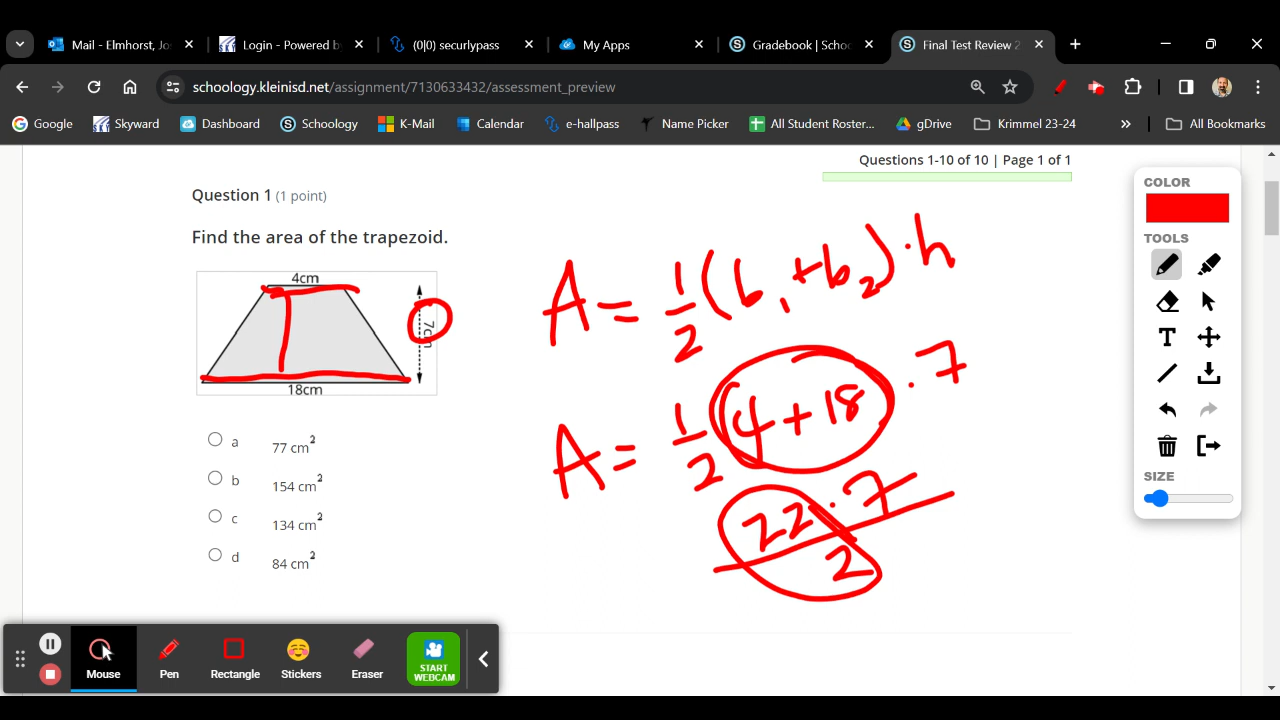 Mail - Elmhorst, Jos
Login - Powered by
(0|0) securlypass
My Apps
Gradebook | Schoo
Final Test Review 2
schoology.kleinisd.net/assignment/7130633432/assessment_preview
Google
Skyward
Dashboard
Schoology
K-Mail
Calendar
e-hallpass
Name Picker
All Student Roster...
gDrive
Krimmel 23-24
»
All Bookmarks
Questions 1-10 of 10 | Page 1 of 1
Question 1 (1 point)
Find the area of the trapezoid.
4cm
7cm
18cm
a 77 cm²
b 154 cm²
c 134 cm²
d 84 cm²
A = 1/2 (b₁+b₂)·h
A = 1/2 (4+18)·7
22·7
2
COLOR
TOOLS
T
SIZE
Mouse
Pen
Rectangle
Stickers
Eraser
START
WEBCAM